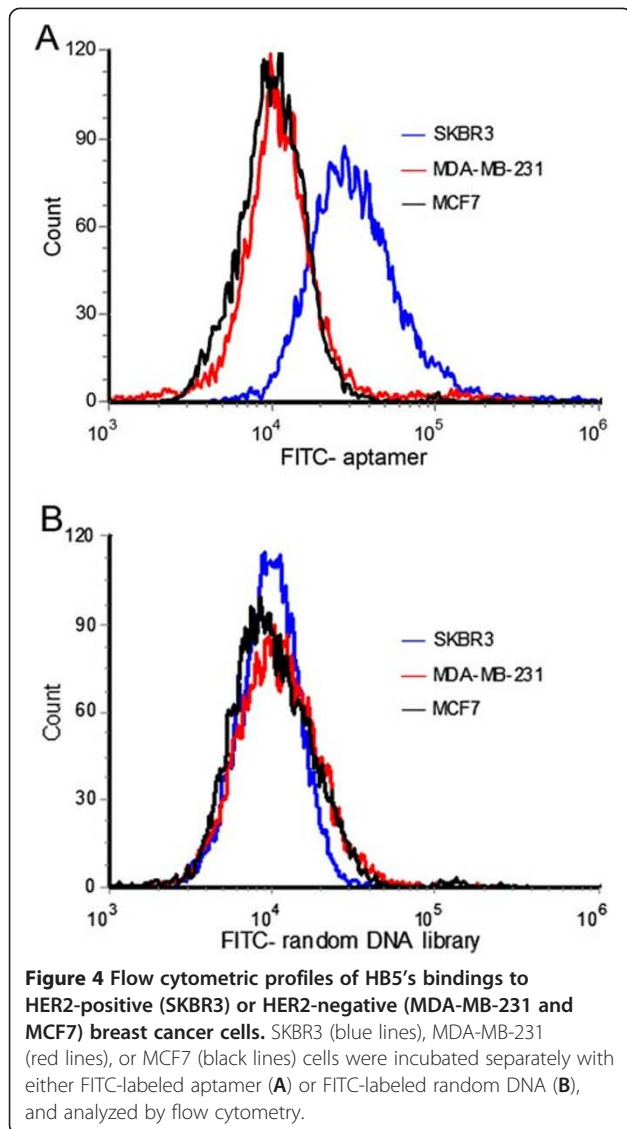 A
120
90
60
30
0
Count
SKBR3
MDA-MB-231
MCF7
10³ 10⁴ 10⁵ 10⁶
FITC- aptamer
B
120
90
60
30
0
Count
SKBR3
MDA-MB-231
MCF7
10³ 10⁴ 10⁵ 10⁶
FITC- random DNA library
Figure 4 Flow cytometric profiles of HB5's bindings to
HER2-positive (SKBR3) or HER2-negative (MDA-MB-231 and
MCF7) breast cancer cells. SKBR3 (blue lines), MDA-MB-231
(red lines), or MCF7 (black lines) cells were incubated separately with
either FITC-labeled aptamer (A) or FITC-labeled random DNA (B),
and analyzed by flow cytometry.